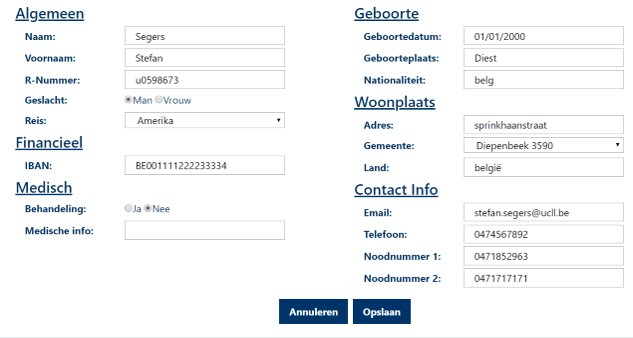 Algemeen
Naam: Segers
Voornaam: Stefan
R-Nummer: u0598673
Geslacht: Man Vrouw
Reis: Amerika
Financieel
IBAN: BE001111222233334
Medisch
Behandeling: Ja Nee
Medische info:
Geboorte
Geboortedatum: 01/01/2000
Geboorteplaats: Diest
Nationaliteit: belg
Woonplaats
Adres: sprinkhaanstraat
Gemeente: Diepenbeek 3590
Land: belgië
Contact Info
Email: stefan.segers@ucll.be
Telefoon: 0474567892
Noodnummer 1: 0471852963
Noodnummer 2: 0471717171
Annuleren Opslaan